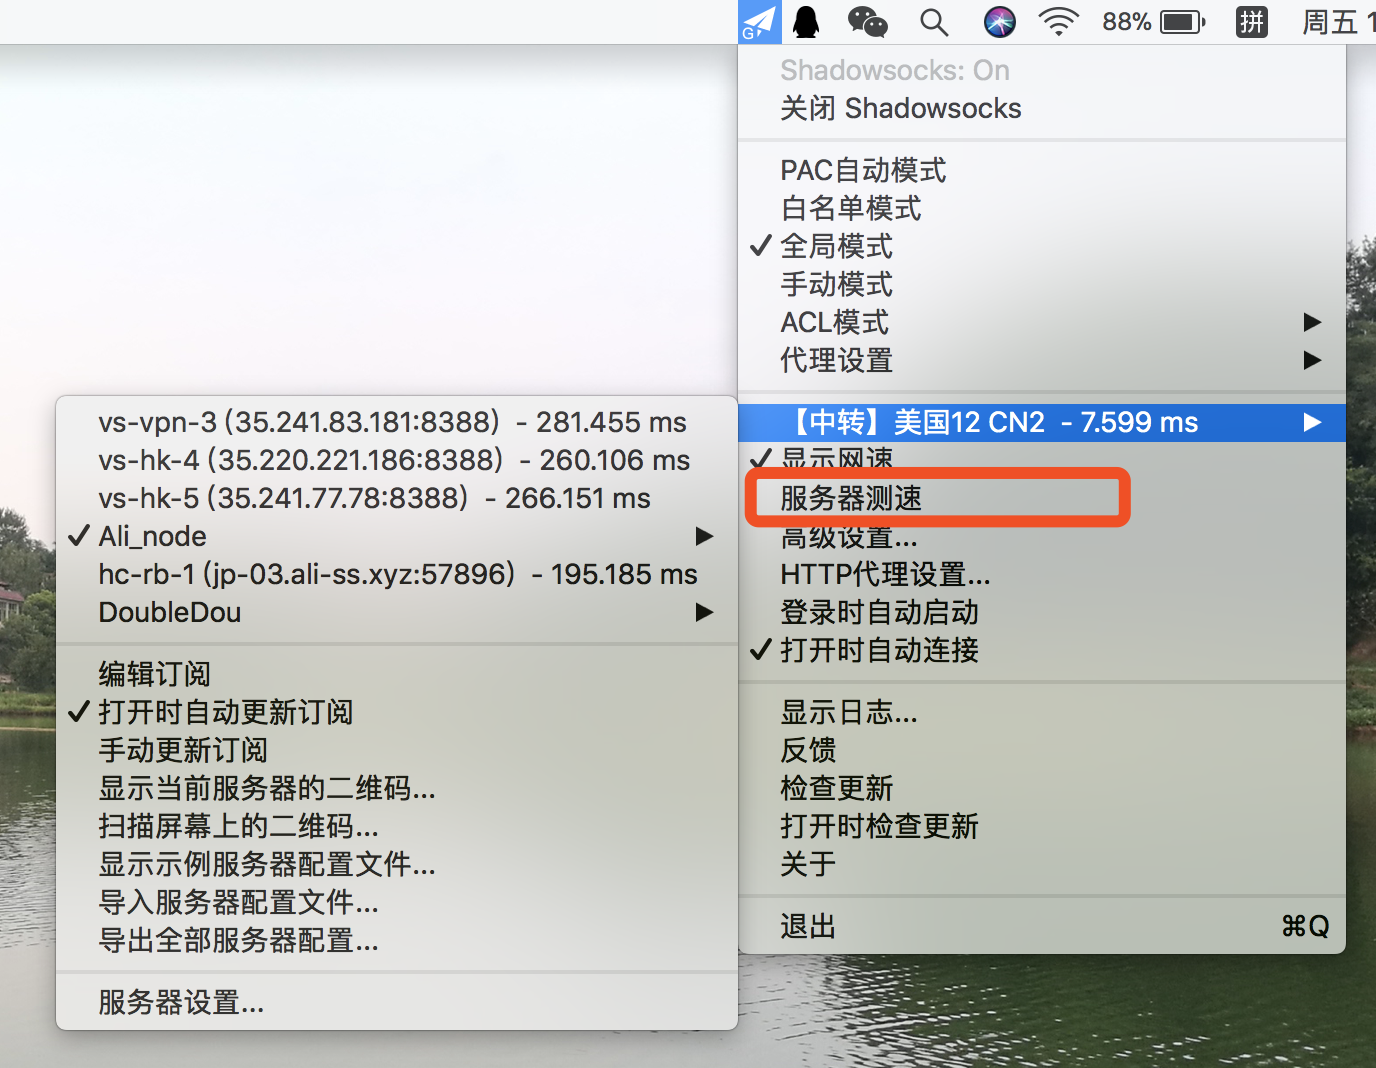 G
88%
拼
周五 1
Shadowsocks: On
关闭 Shadowsocks
PAC自动模式
白名单模式
全局模式
手动模式
ACL模式
代理设置
【中转】美国12 CN2 - 7.599 ms
显示网速
服务器测速
高级设置...
HTTP代理设置...
登录时自动启动
打开时自动连接
显示日志...
反馈
检查更新
打开时检查更新
关于
退出 ⌘Q
vs-vpn-3 (35.241.83.181:8388) - 281.455 ms
vs-hk-4 (35.220.221.186:8388) - 260.106 ms
vs-hk-5 (35.241.77.78:8388) - 266.151 ms
Ali_node
hc-rb-1 (jp-03.ali-ss.xyz:57896) - 195.185 ms
DoubleDou
编辑订阅
打开时自动更新订阅
手动更新订阅
显示当前服务器的二维码...
扫描屏幕上的二维码...
显示示例服务器配置文件...
导入服务器配置文件...
导出全部服务器配置...
服务器设置...